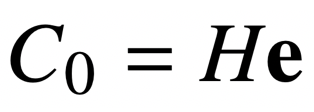 C₀ = H𝐞